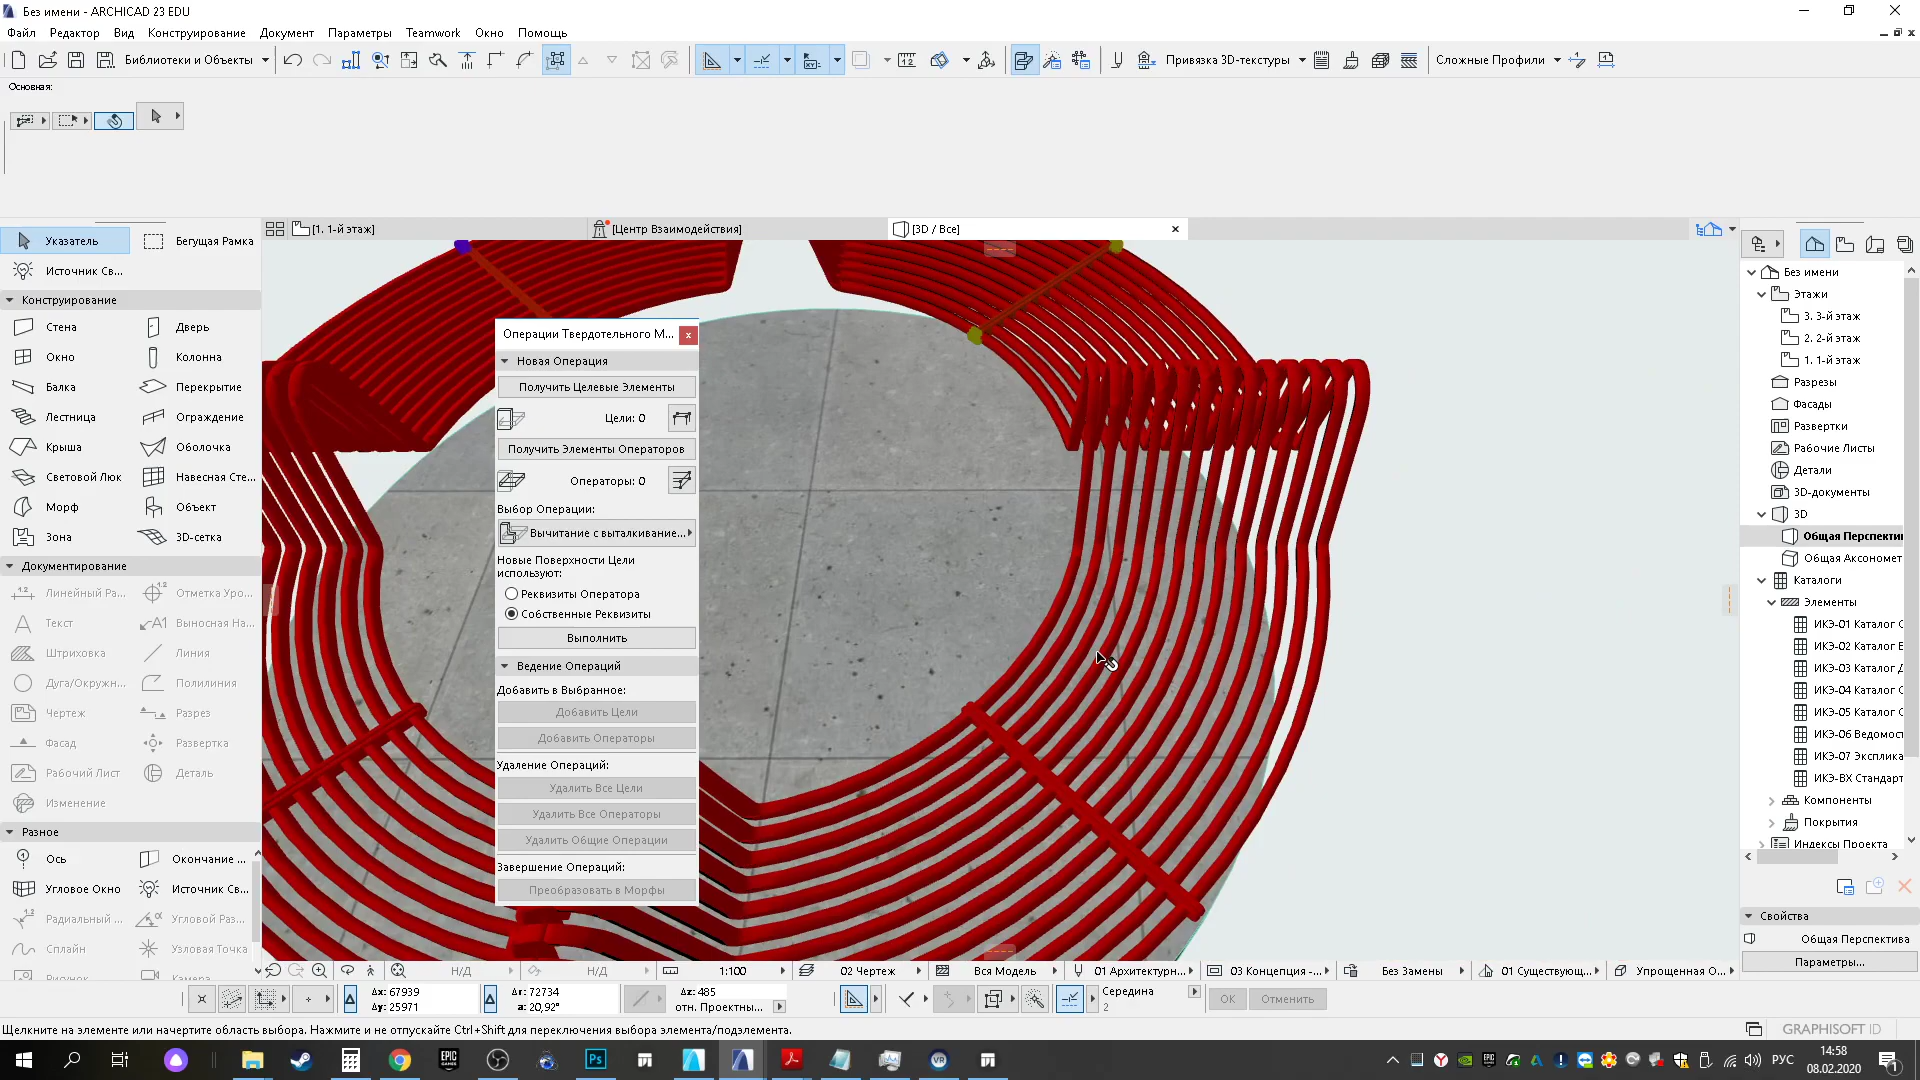 Без имени - ARCHICAD 23 EDU
Файл Редактор Вид Конструирование Документ Параметры Teamwork Окно Помощь
Библиотеки и Объекты
Привязка 3D-текстуры
Сложные Профили
Основная:
[1. 1-й этаж]
[Центр Взаимодействия]
[3D / Все]
Указатель
Бегущая Рамка
Источник Св...
Конструирование
Стена
Дверь
Окно
Колонна
Балка
Перекрытие
Лестница
Ограждение
Крыша
Оболочка
Световой Люк
Навесная Сте...
Морф
Объект
Зона
3D-сетка
Документирование
Линейный Ра...
Отметка Уро...
Текст
Выносная На...
Штриховка
Линия
Дуга/Окружн...
Полилиния
Чертеж
Разрез
Фасад
Развертка
Рабочий Лист
Деталь
Изменение
Разное
Ось
Окончание ...
Угловое Окно
Источник Св...
Радиальный ...
Угловой Раз...
Сплайн
Узловая Точка
Рисунок
Камера
Операции Твердотельного М...
Новая Операция
Получить Целевые Элементы
Цели: 0
Получить Элементы Операторов
Операторы: 0
Выбор Операции:
Вычитание с выталкивание...
Новые Поверхности Цели
используют:
Реквизиты Оператора
Собственные Реквизиты
Выполнить
Ведение Операций
Добавить в Выбранное:
Добавить Цели
Добавить Операторы
Удаление Операций:
Удалить Все Цели
Удалить Все Операторы
Удалить Общие Операции
Завершение Операций:
Преобразовать в Морфы
Без имени
Этажи
3. 3-й этаж
2. 2-й этаж
1. 1-й этаж
Разрезы
Фасады
Развертки
Рабочие Листы
Детали
3D-документы
3D
Общая Перспекти
Общая Аксономет
Каталоги
Элементы
ИКЭ-01 Каталог С
ИКЭ-02 Каталог Е
ИКЭ-03 Каталог Д
ИКЭ-04 Каталог С
ИКЭ-05 Каталог С
ИКЭ-06 Ведомост
ИКЭ-07 Эксплика
ИКЭ-ВХ Стандарт
Компоненты
Покрытия
Индексы Проекта
Свойства
Общая Перспектива
Параметры...
Н/Д
Н/Д
1:100
02 Чертеж
Вся Модель
01 Архитектурн...
03 Концепция -...
Без Замены
01 Существующ...
Упрощенная О...
Δx: 67939
Δy: 25971
Δr: 72734
a: 20,92°
Δz: 485
отн. Проектны...
Середина
2
OK
Отменить
Щелкните на элементе или начертите область выбора. Нажмите и не отпускайте Ctrl+Shift для переключения выбора элемента/подэлемента.
GRAPHISOFT ID
РУС
14:58
08.02.2020